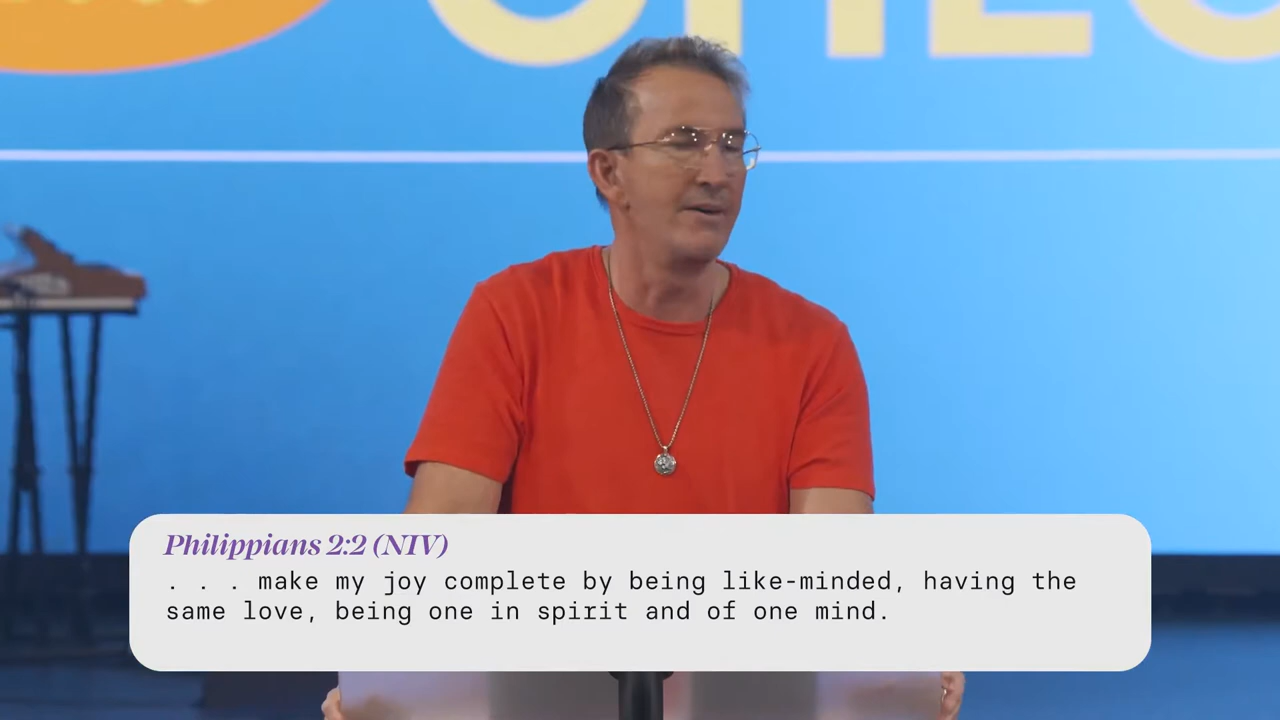 Philippians 2:2 (NIV)
. . . make my joy complete by being like-minded, having the
same love, being one in spirit and of one mind.